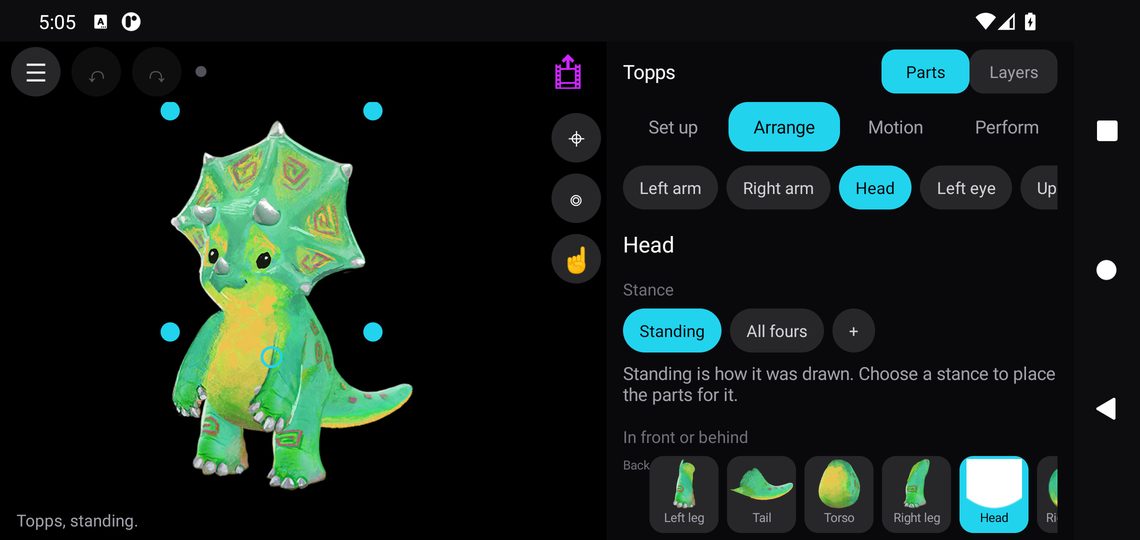 5:05
Topps
Parts
Layers
Set up
Arrange
Motion
Perform
Left arm
Right arm
Head
Left eye
Up
Head
Stance
Standing
All fours
+
Standing is how it was drawn. Choose a stance to place
the parts for it.
In front or behind
Back
Left leg
Tail
Torso
Right leg
Head
Ri
Topps, standing.